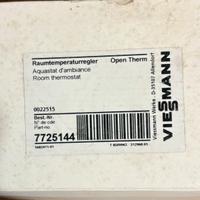 Raumtemperaturregler Open Therm
Aquastat d'ambiance
Room thermostat
0022515
Best.-Nr.
N° de cde
Part-no.
7725144
VIESMANN
Viessmann Werke, D-35107 Allendorf